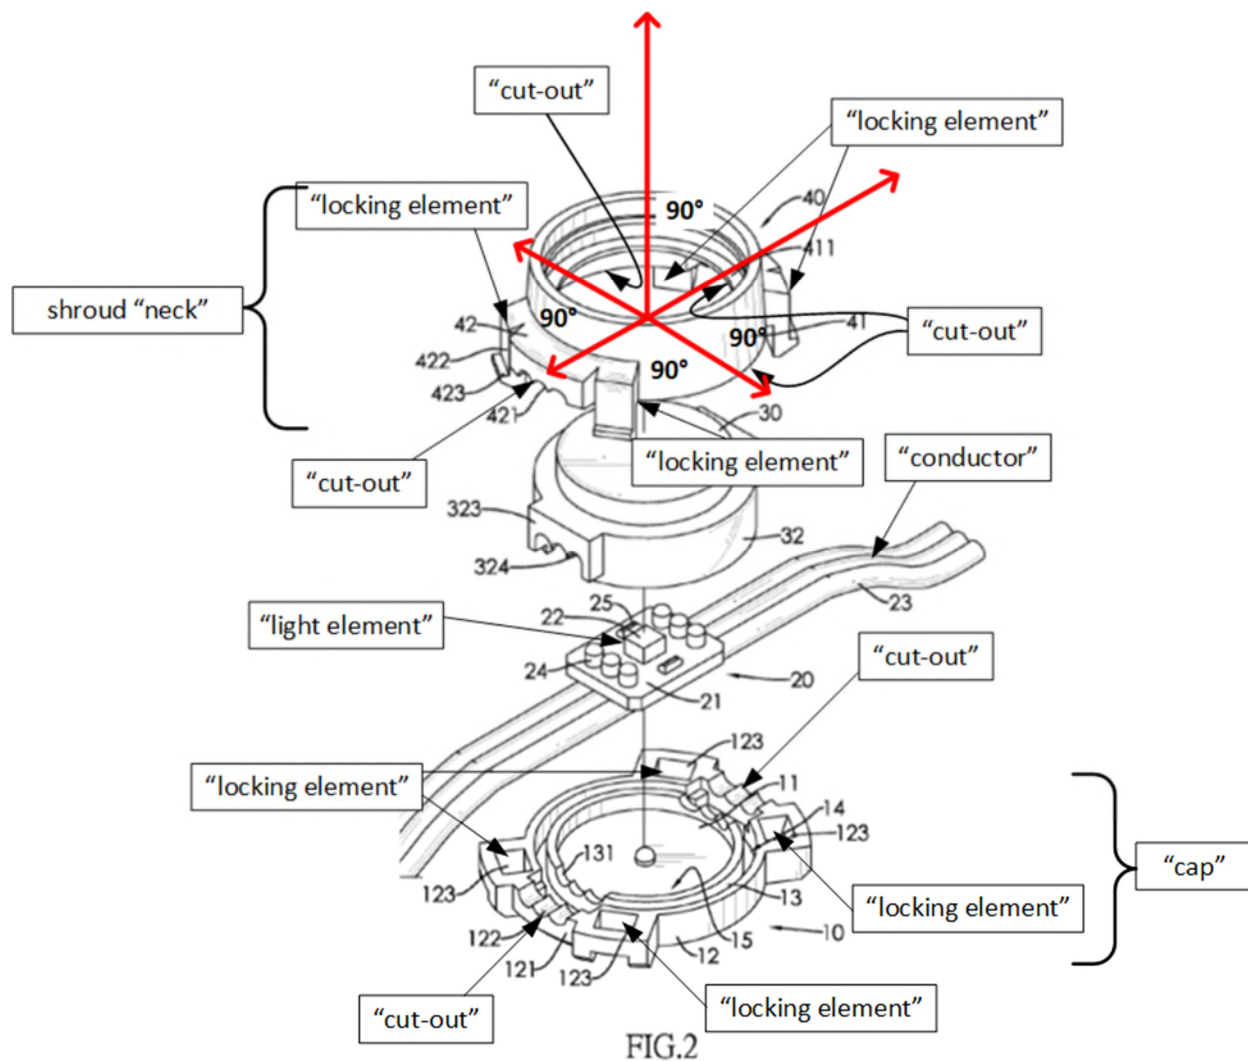 “cut-out”
“locking element”
“locking element”
90°
40
411
shroud “neck”
42
90°
90°
41
“cut-out”
422
423
421
90°
30
“cut-out”
“locking element”
“conductor”
323
32
324
23
25
22
“light element”
24
“cut-out”
20
21
123
“locking element”
11
14
123
131
“cap”
123
13
“locking element”
122
15
10
121
12
123
“cut-out”
“locking element”
FIG.2